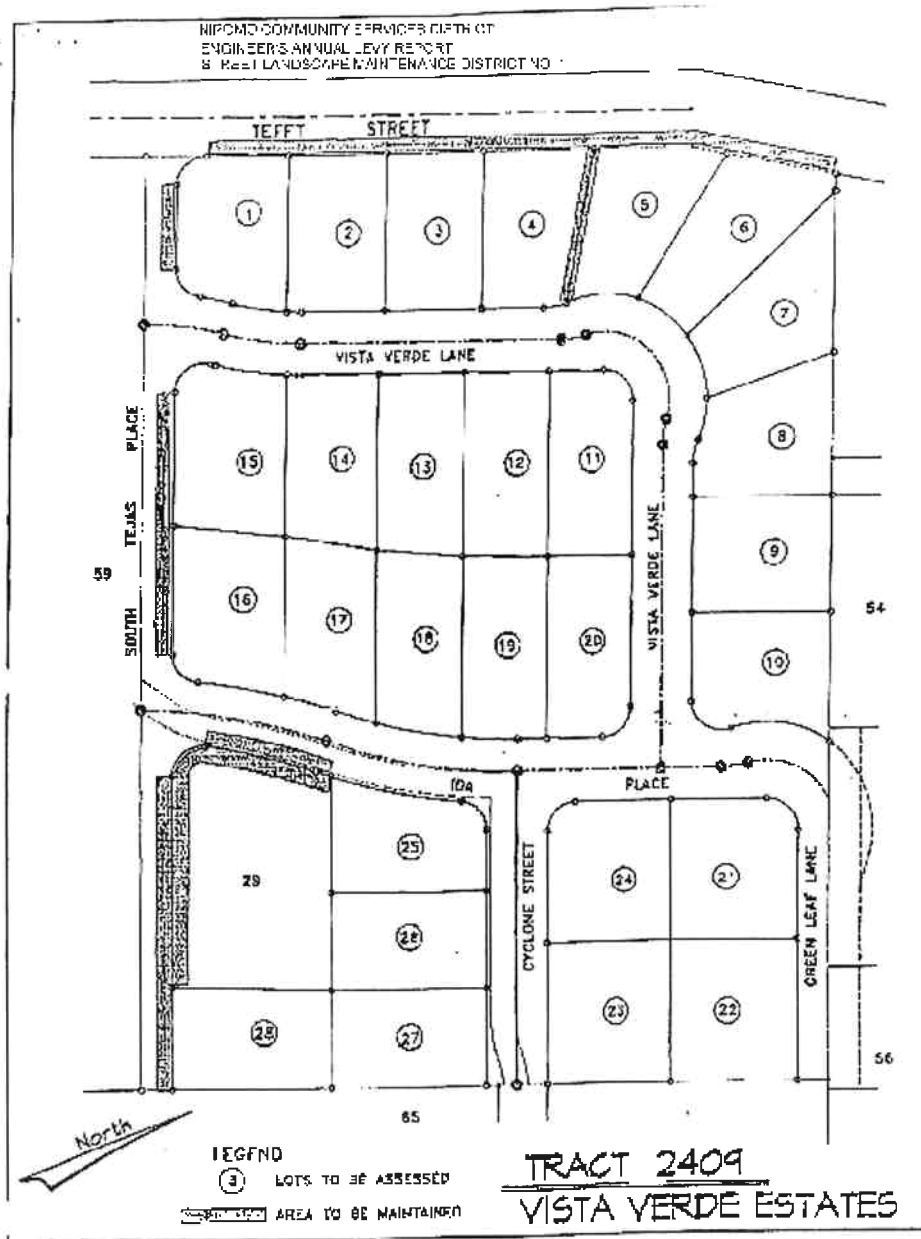 NIPOMO COMMUNITY SERVICES DISTRICT
ENGINEER'S ANNUAL LEVY REPORT
STREET LANDSCAPE MAINTENANCE DISTRICT NO 1
TEFFT STREET
1
2
3
4
5
6
7
VISTA VERDE LANE
SOUTH TEJAS PLACE
15
14
13
12
11
8
VISTA VERDE LANE
9
59
16
17
18
19
20
54
10
IDA PLACE
25
29
CYCLONE STREET
24
21
GREEN LEAF LANE
26
28
27
23
22
56
65
North
LEGEND
3 LOTS TO BE ASSESSED
AREA TO BE MAINTAINED
TRACT 2409
VISTA VERDE ESTATES